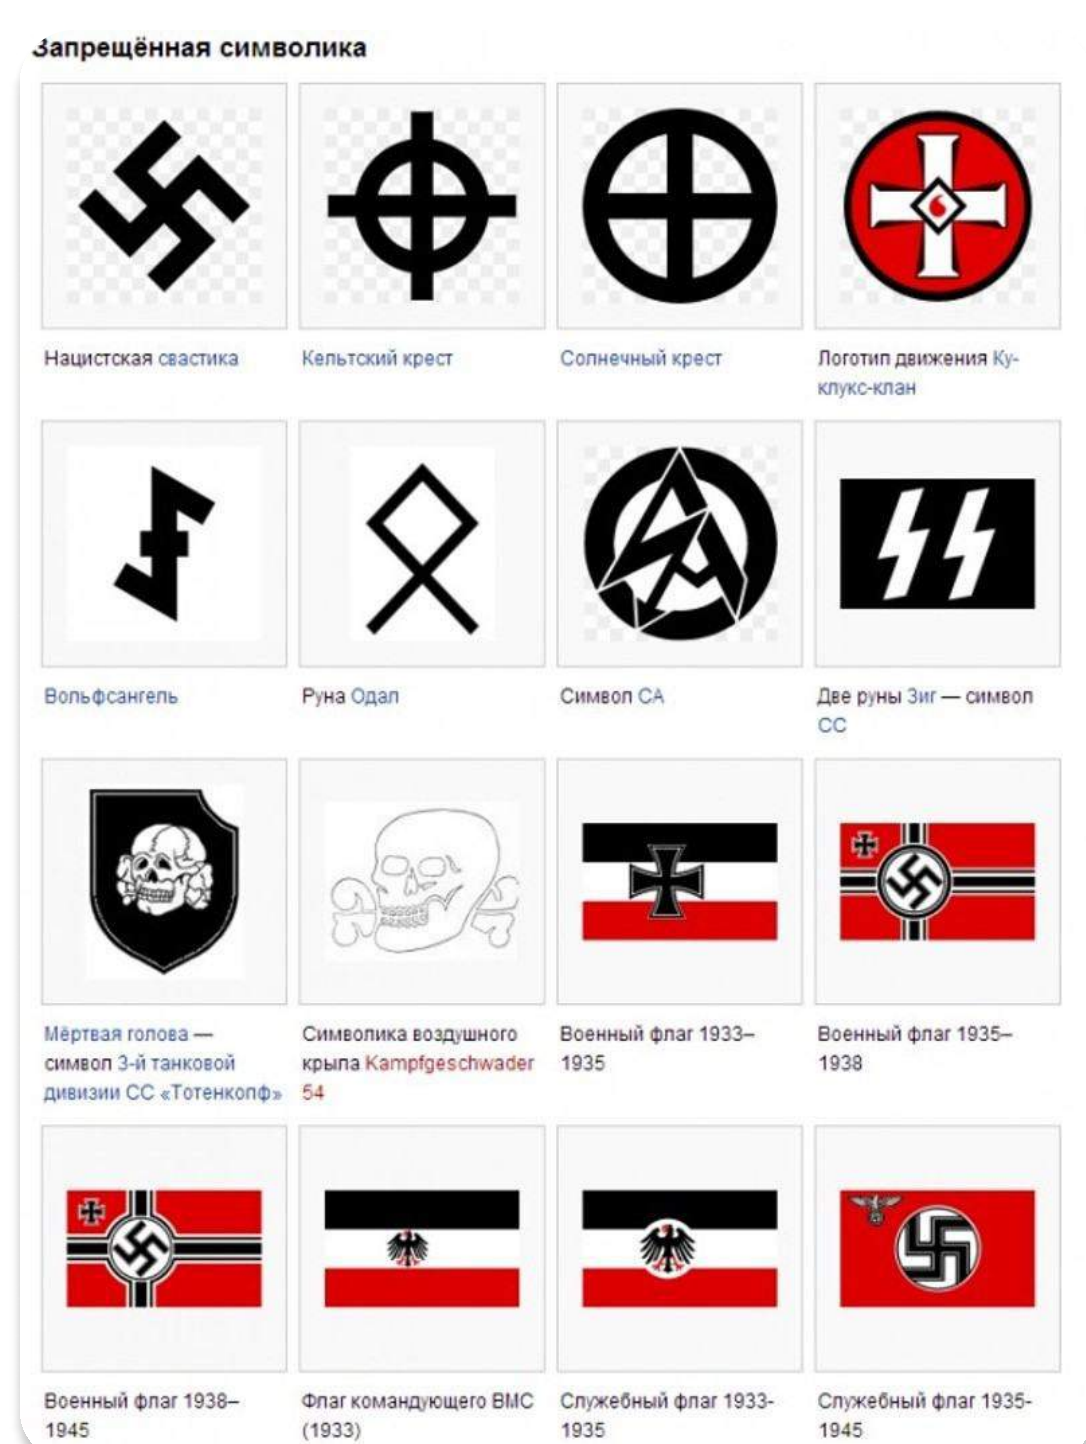 Запрещённая символика
Нацистская свастика
Кельтский крест
Солнечный крест
Логотип движения Ку-
клукс-клан
Вольфсангель
Руна Одал
Символ СА
Две руны Зиг — символ
СС
Мёртвая голова —
символ 3-й танковой
дивизии СС «Тотенкопф»
Символика воздушного
крыла Kampfgeschwader
54
Военный флаг 1933–
1935
Военный флаг 1935–
1938
Военный флаг 1938–
1945
Флаг командующего ВМС
(1933)
Служебный флаг 1933-
1935
Служебный флаг 1935-
1945